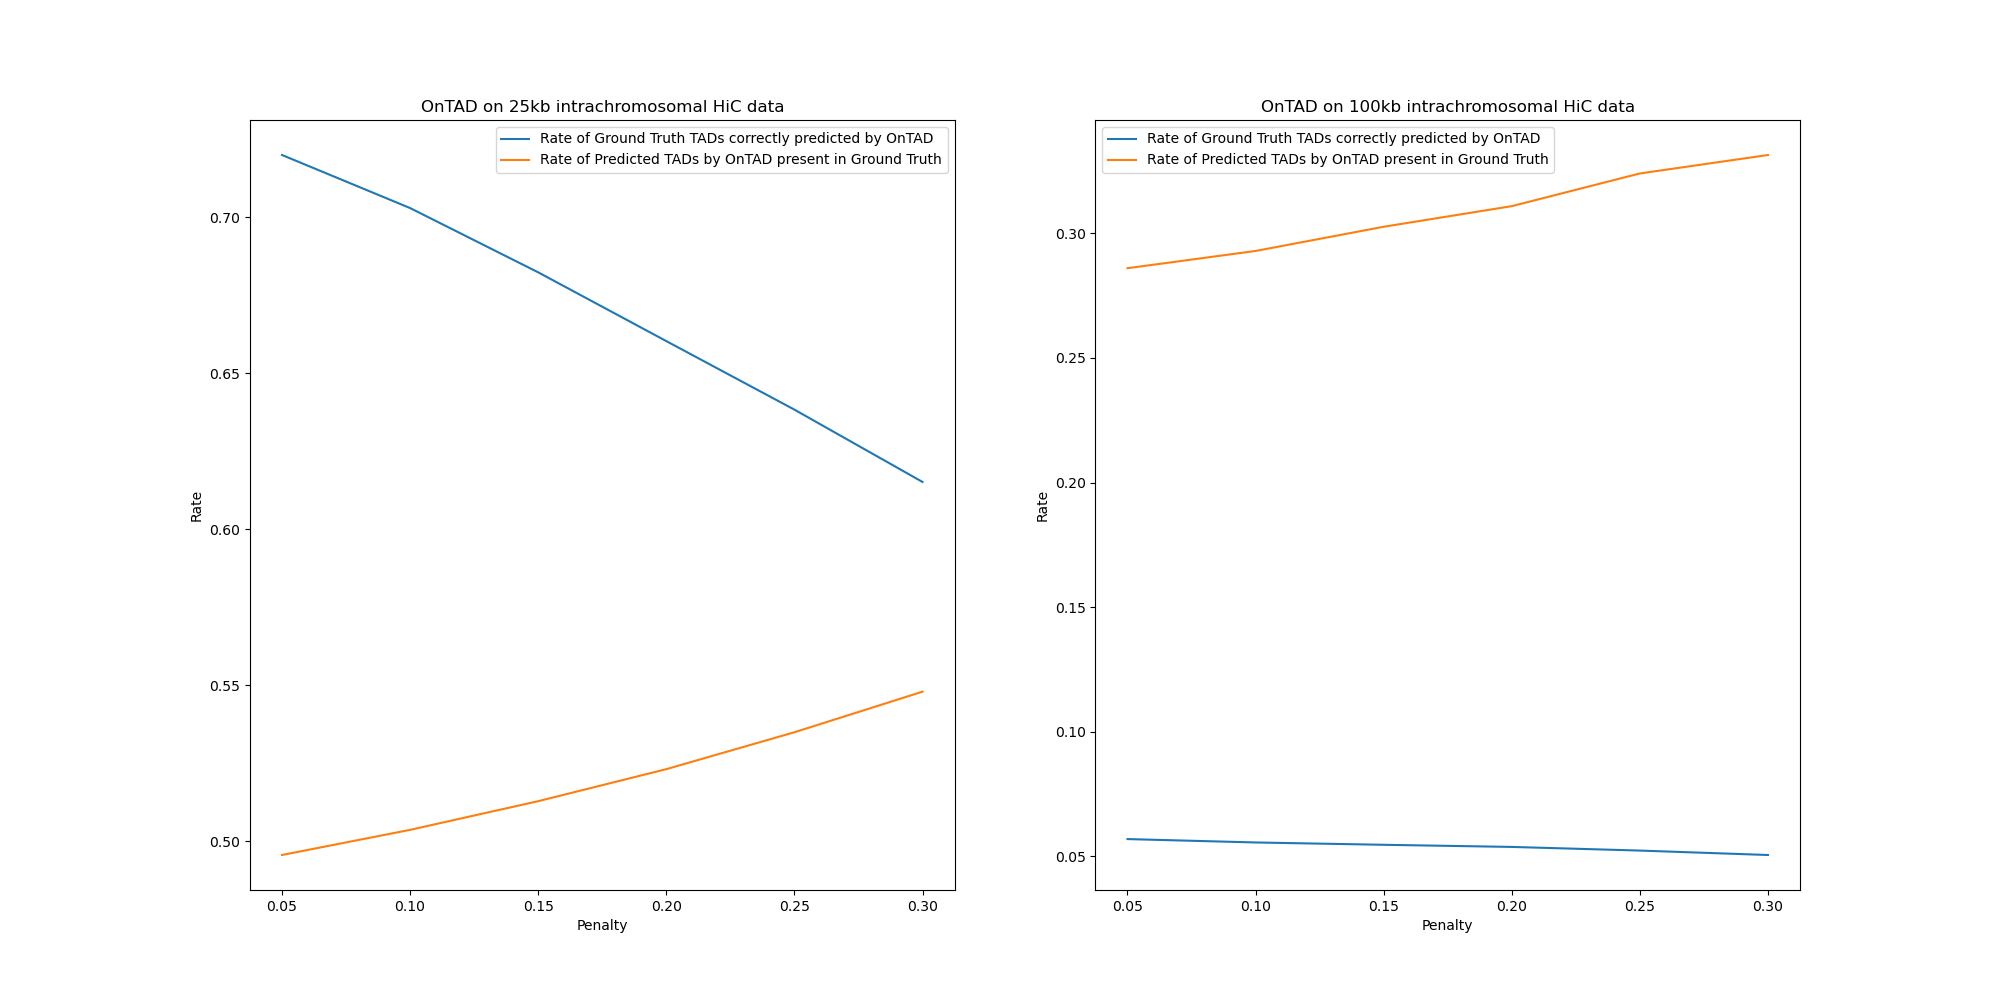 OnTAD on 25kb intrachromosomal HiC data
Rate of Ground Truth TADs correctly predicted by OnTAD
Rate of Predicted TADs by OnTAD present in Ground Truth
0.70
0.65
0.60
0.55
0.50
Rate
0.05 0.10 0.15 0.20 0.25 0.30
Penalty
OnTAD on 100kb intrachromosomal HiC data
Rate of Ground Truth TADs correctly predicted by OnTAD
Rate of Predicted TADs by OnTAD present in Ground Truth
0.30
0.25
0.20
0.15
0.10
0.05
Rate
0.05 0.10 0.15 0.20 0.25 0.30
Penalty